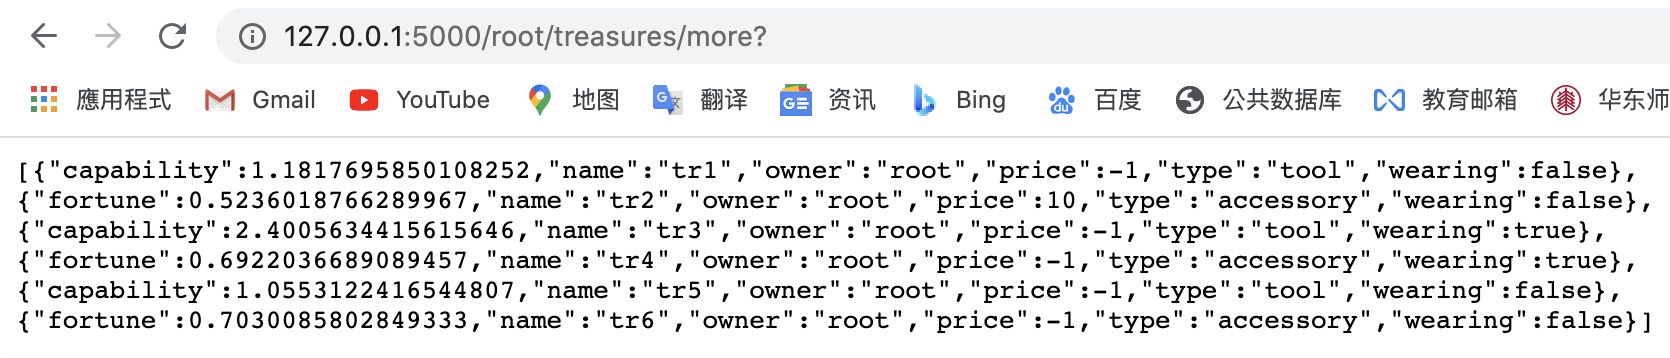 127.0.0.1:5000/root/treasures/more?
應用程式 Gmail YouTube 地图 翻译 资讯 Bing 百度 公共数据库 教育邮箱 华东师
[{"capability":1.1817695850108252,"name":"tr1","owner":"root","price":-1,"type":"tool","wearing":false},
{"fortune":0.5236018766289967,"name":"tr2","owner":"root","price":10,"type":"accessory","wearing":false},
{"capability":2.4005634415615646,"name":"tr3","owner":"root","price":-1,"type":"tool","wearing":true},
{"fortune":0.6922036689089457,"name":"tr4","owner":"root","price":-1,"type":"accessory","wearing":true},
{"capability":1.0553122416544807,"name":"tr5","owner":"root","price":-1,"type":"tool","wearing":false},
{"fortune":0.7030085802849333,"name":"tr6","owner":"root","price":-1,"type":"accessory","wearing":false}]